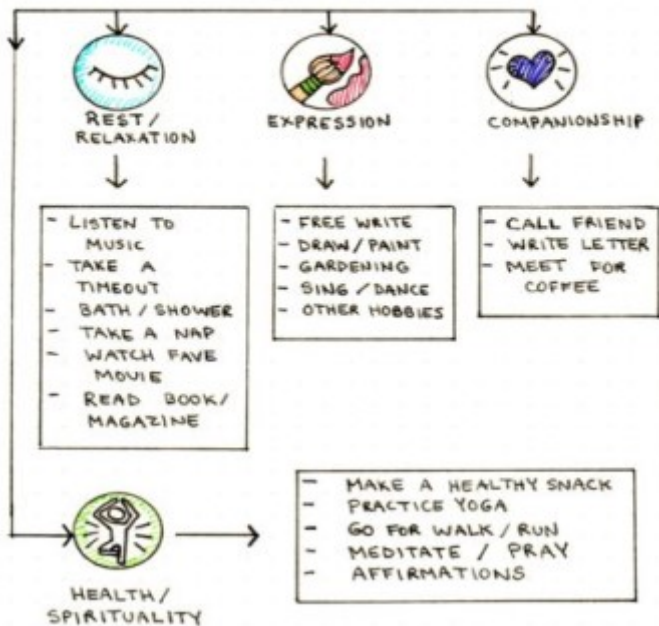 REST/
RELAXATION
EXPRESSION
COMPANIONSHIP
- LISTEN TO
MUSIC
- TAKE A
TIMEOUT
- BATH / SHOWER
- TAKE A NAP
- WATCH FAVE
MOVIE
- READ BOOK/
MAGAZINE
- FREE WRITE
- DRAW/PAINT
- GARDENING
- SING / DANCE
- OTHER HOBBIES
- CALL FRIEND
- WRITE LETTER
- MEET FOR
COFFEE
HEALTH/
SPIRITUALITY
- MAKE A HEALTHY SNACK
- PRACTICE YOGA
- GO FOR WALK / RUN
- MEDITATE / PRAY
- AFFIRMATIONS